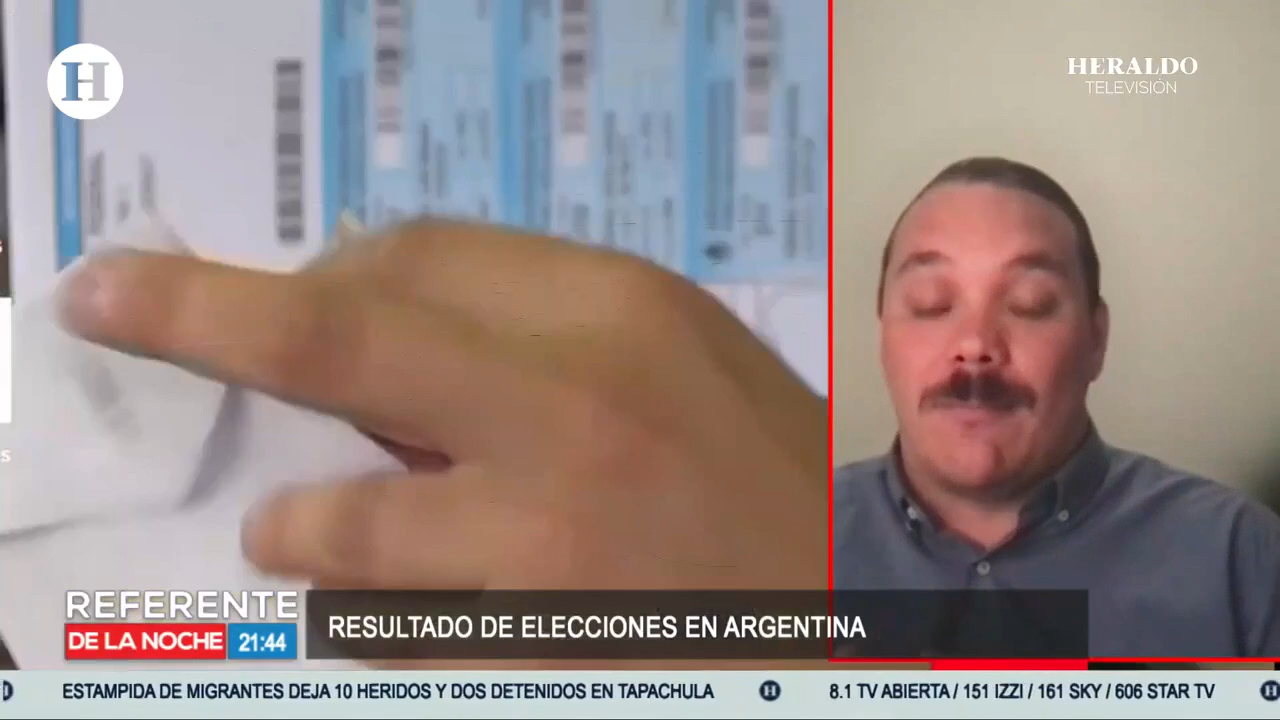 H
HERALDO
TELEVISIÓN
REFERENTE
DE LA NOCHE 21:44
RESULTADO DE ELECCIONES EN ARGENTINA
ESTAMPIDA DE MIGRANTES DEJA 10 HERIDOS Y DOS DETENIDOS EN TAPACHULA H 8.1 TV ABIERTA / 151 IZZI / 161 SKY / 606 STAR TV H